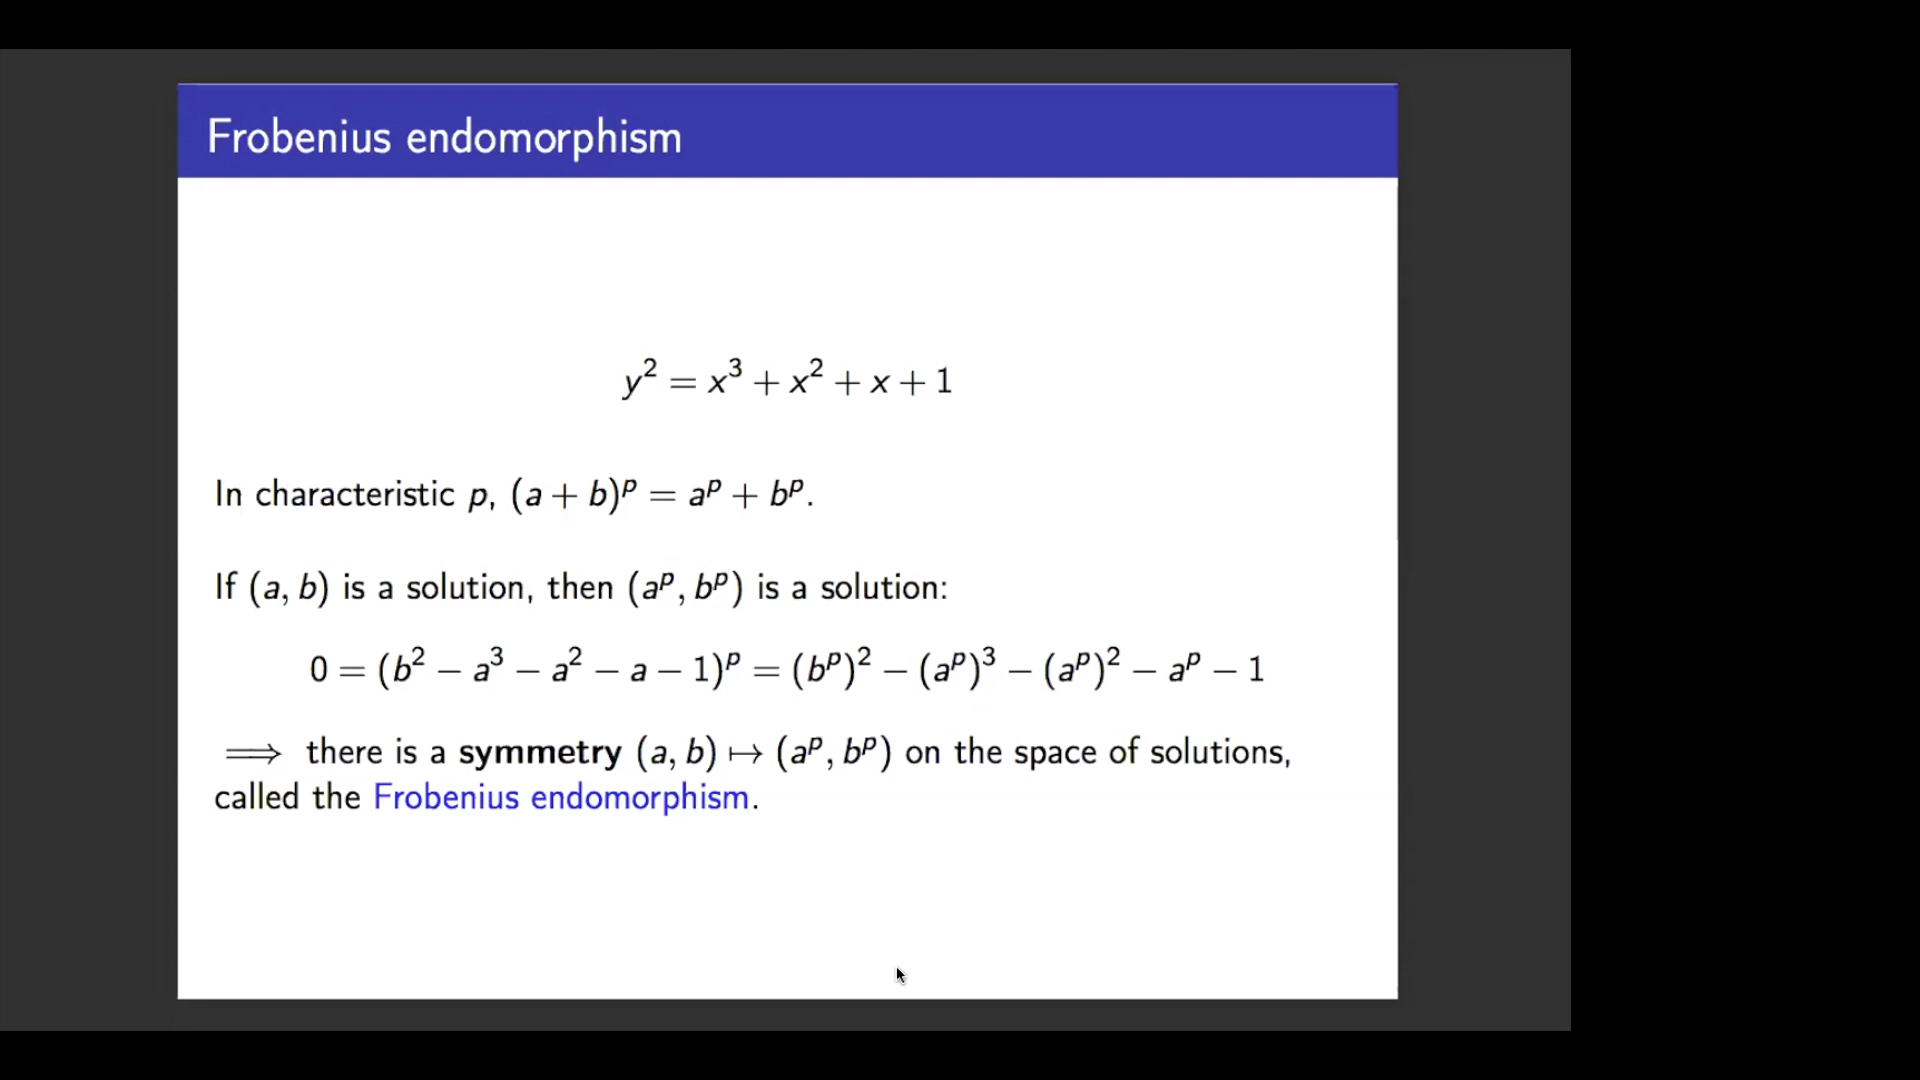 Frobenius endomorphism
y² = x³ + x² + x + 1
In characteristic p, (a + b)ᵖ = aᵖ + bᵖ.
If (a, b) is a solution, then (aᵖ, bᵖ) is a solution:
0 = (b² − a³ − a² − a − 1)ᵖ = (bᵖ)² − (aᵖ)³ − (aᵖ)² − aᵖ − 1
⟹ there is a symmetry (a, b) ↦ (aᵖ, bᵖ) on the space of solutions,
called the Frobenius endomorphism.